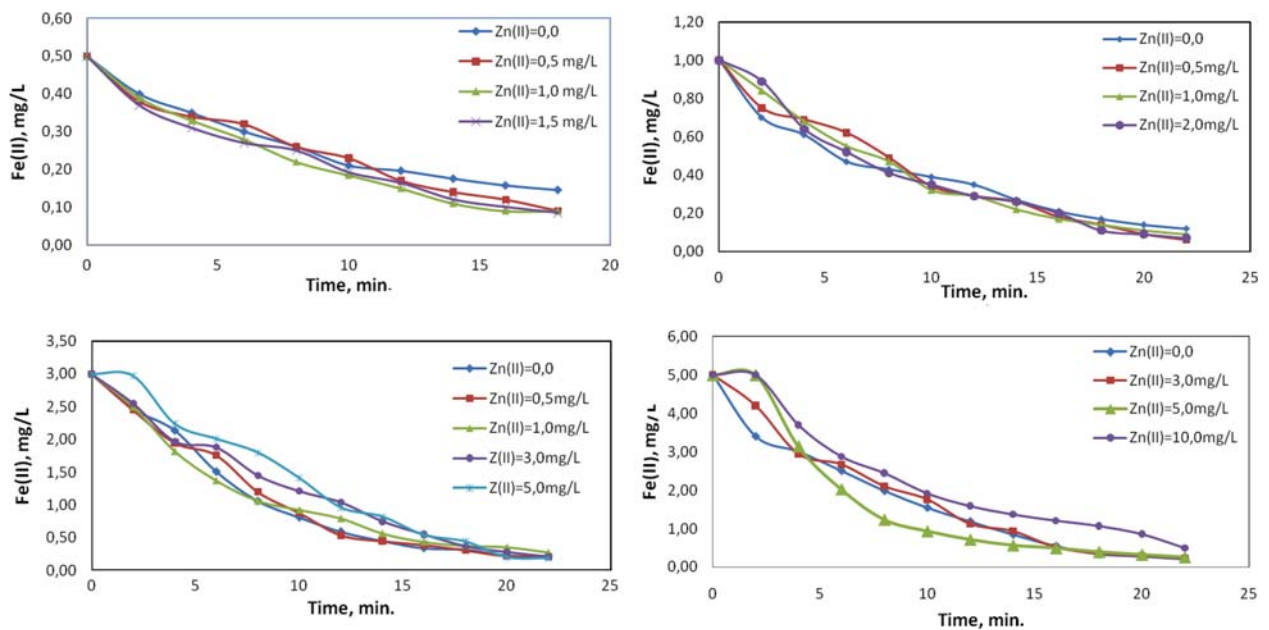 0,60
0,50
0,40
0,30
0,20
0,10
0,00
Fe(II), mg/L
0 5 10 15 20
Time, min.
Zn(II)=0,0
Zn(II)=0,5 mg/L
Zn(II)=1,0 mg/L
Zn(II)=1,5 mg/L
1,20
1,00
0,80
0,60
0,40
0,20
0,00
Fe(II), mg/L
0 5 10 15 20 25
Time, min.
Zn(II)=0,0
Zn(II)=0,5mg/L
Zn(II)=1,0mg/L
Zn(II)=2,0mg/L
3,50
3,00
2,50
2,00
1,50
1,00
0,50
0,00
Fe(II), mg/L
0 5 10 15 20 25
Time, min.
Zn(II)=0,0
Zn(II)=0,5mg/L
Zn(II)=1,0mg/L
Z(II)=3,0mg/L
Z(II)=5,0mg/L
6,00
5,00
4,00
3,00
2,00
1,00
0,00
Fe(II), mg/L
0 5 10 15 20 25
Time, min.
Zn(II)=0,0
Zn(II)=3,0mg/L
Zn(II)=5,0mg/L
Zn(II)=10,0mg/L